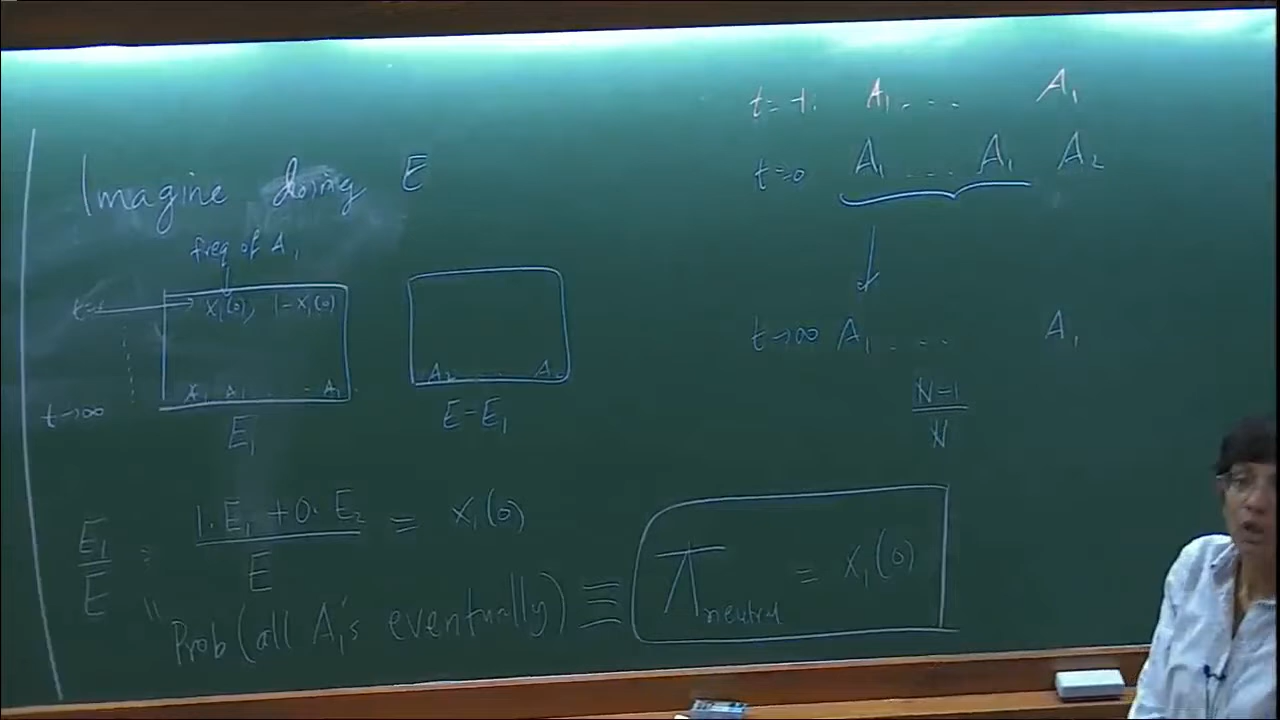 Imagine doing E
freq of A₁
x₁(0), 1-x₁(0)
A₁ A₁ . . - A₁
t→∞
E₁
A₂ ...
E-E₁
E₁/E = (1.E₁ + 0.E₂)/E = x₁(0)
" Prob(all A₁'s eventually) ≡ π neutral = x₁(0)
t=-1: A₁ . . . . A₁
t=0 A₁ . . . . A₁ A₂
t→∞ A₁ . . . . A₁
N-1/N